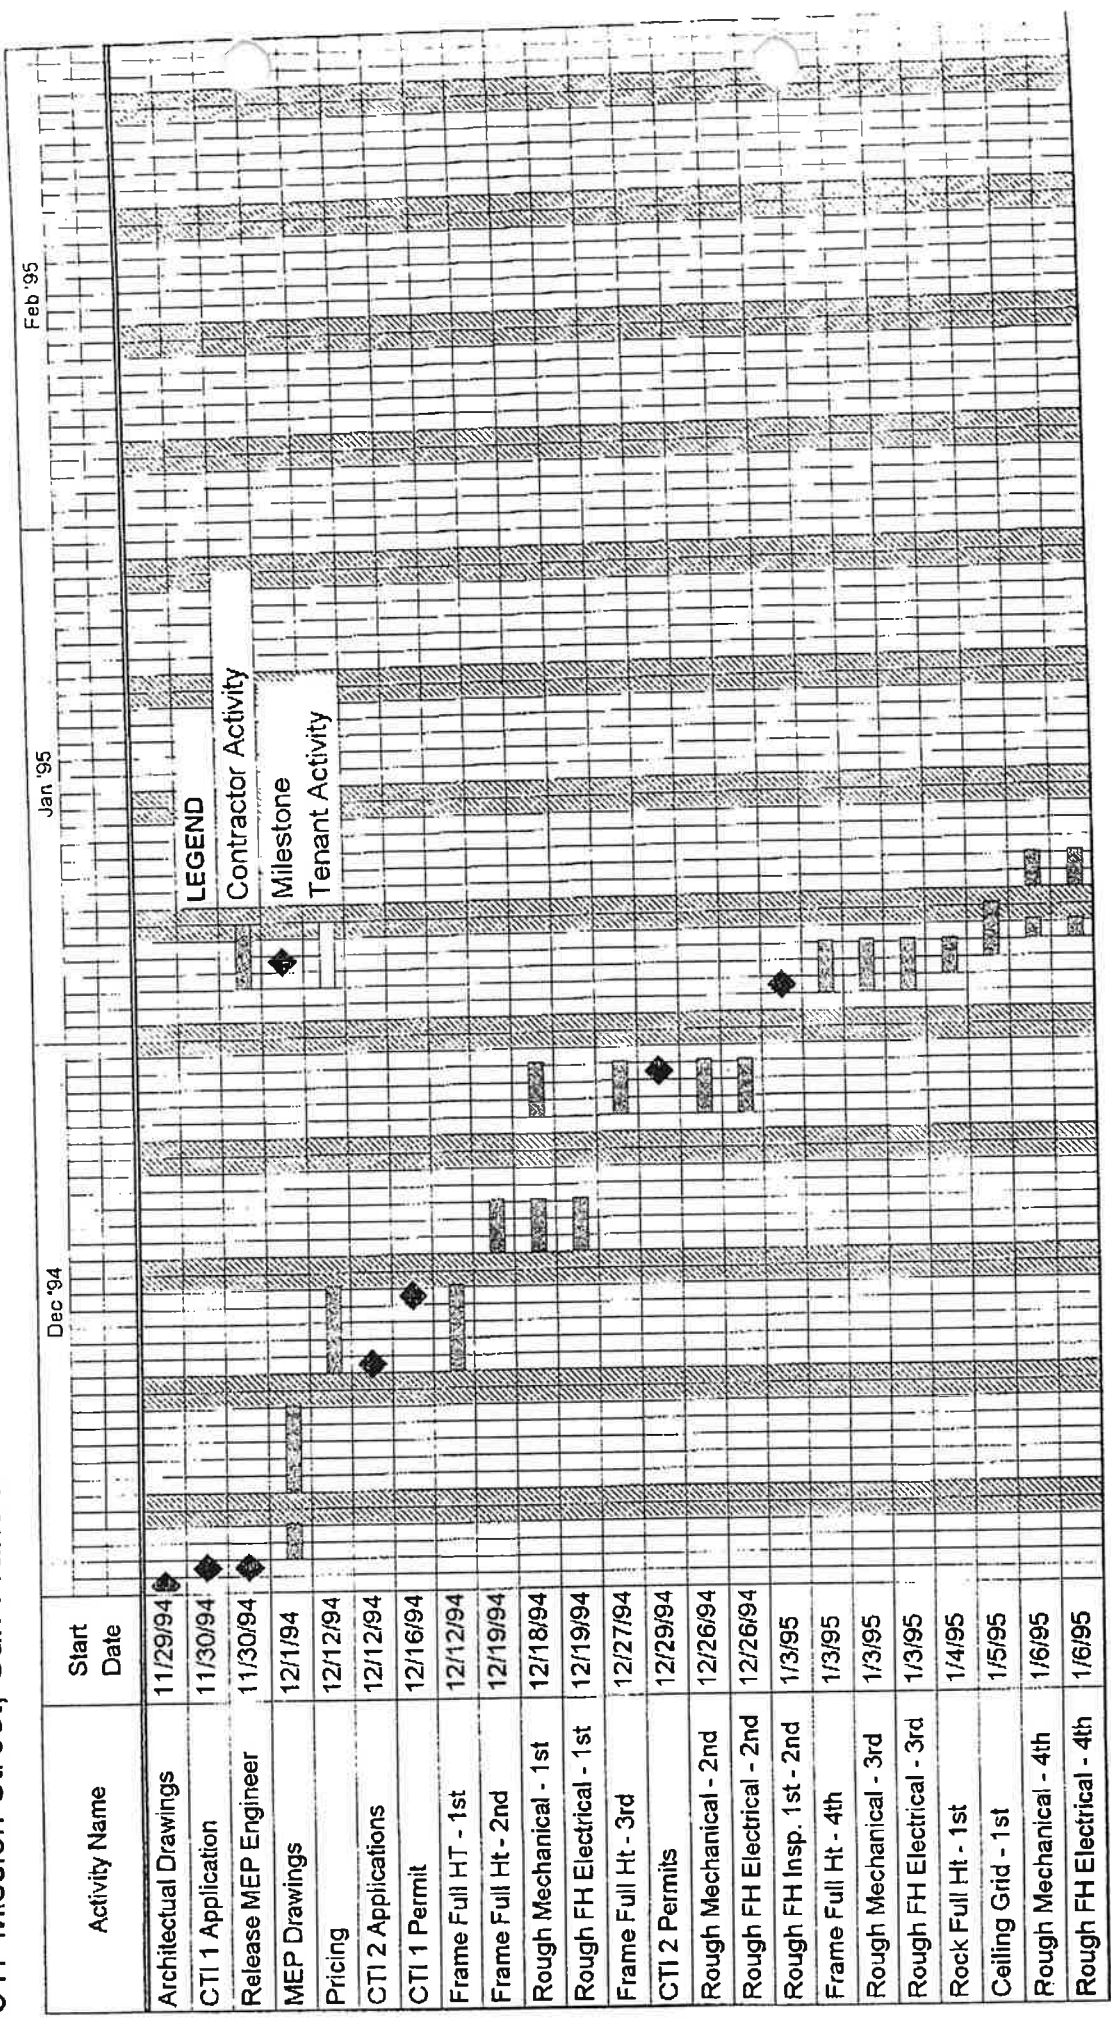 Activity Name Start Date Dec '94 Jan '95 Feb '95
Architectual Drawings 11/29/94
CTI 1 Application 11/30/94
Release MEP Engineer 11/30/94
MEP Drawings 12/1/94
Pricing 12/12/94
CTI 2 Applications 12/12/94
CTI 1 Permit 12/16/94
Frame Full HT - 1st 12/12/94
Frame Full Ht - 2nd 12/19/94
Rough Mechanical - 1st 12/18/94
Rough FH Electrical - 1st 12/19/94
Frame Full Ht - 3rd 12/27/94
CTI 2 Permits 12/29/94
Rough Mechanical - 2nd 12/26/94
Rough FH Electrical - 2nd 12/26/94
Rough FH Insp. 1st - 2nd 1/3/95
Frame Full Ht - 4th 1/3/95
Rough Mechanical - 3rd 1/3/95
Rough FH Electrical - 3rd 1/3/95
Rock Full Ht - 1st 1/4/95
Ceiling Grid - 1st 1/5/95
Rough Mechanical - 4th 1/6/95
Rough FH Electrical - 4th 1/6/95
LEGEND
Contractor Activity
Milestone
Tenant Activity